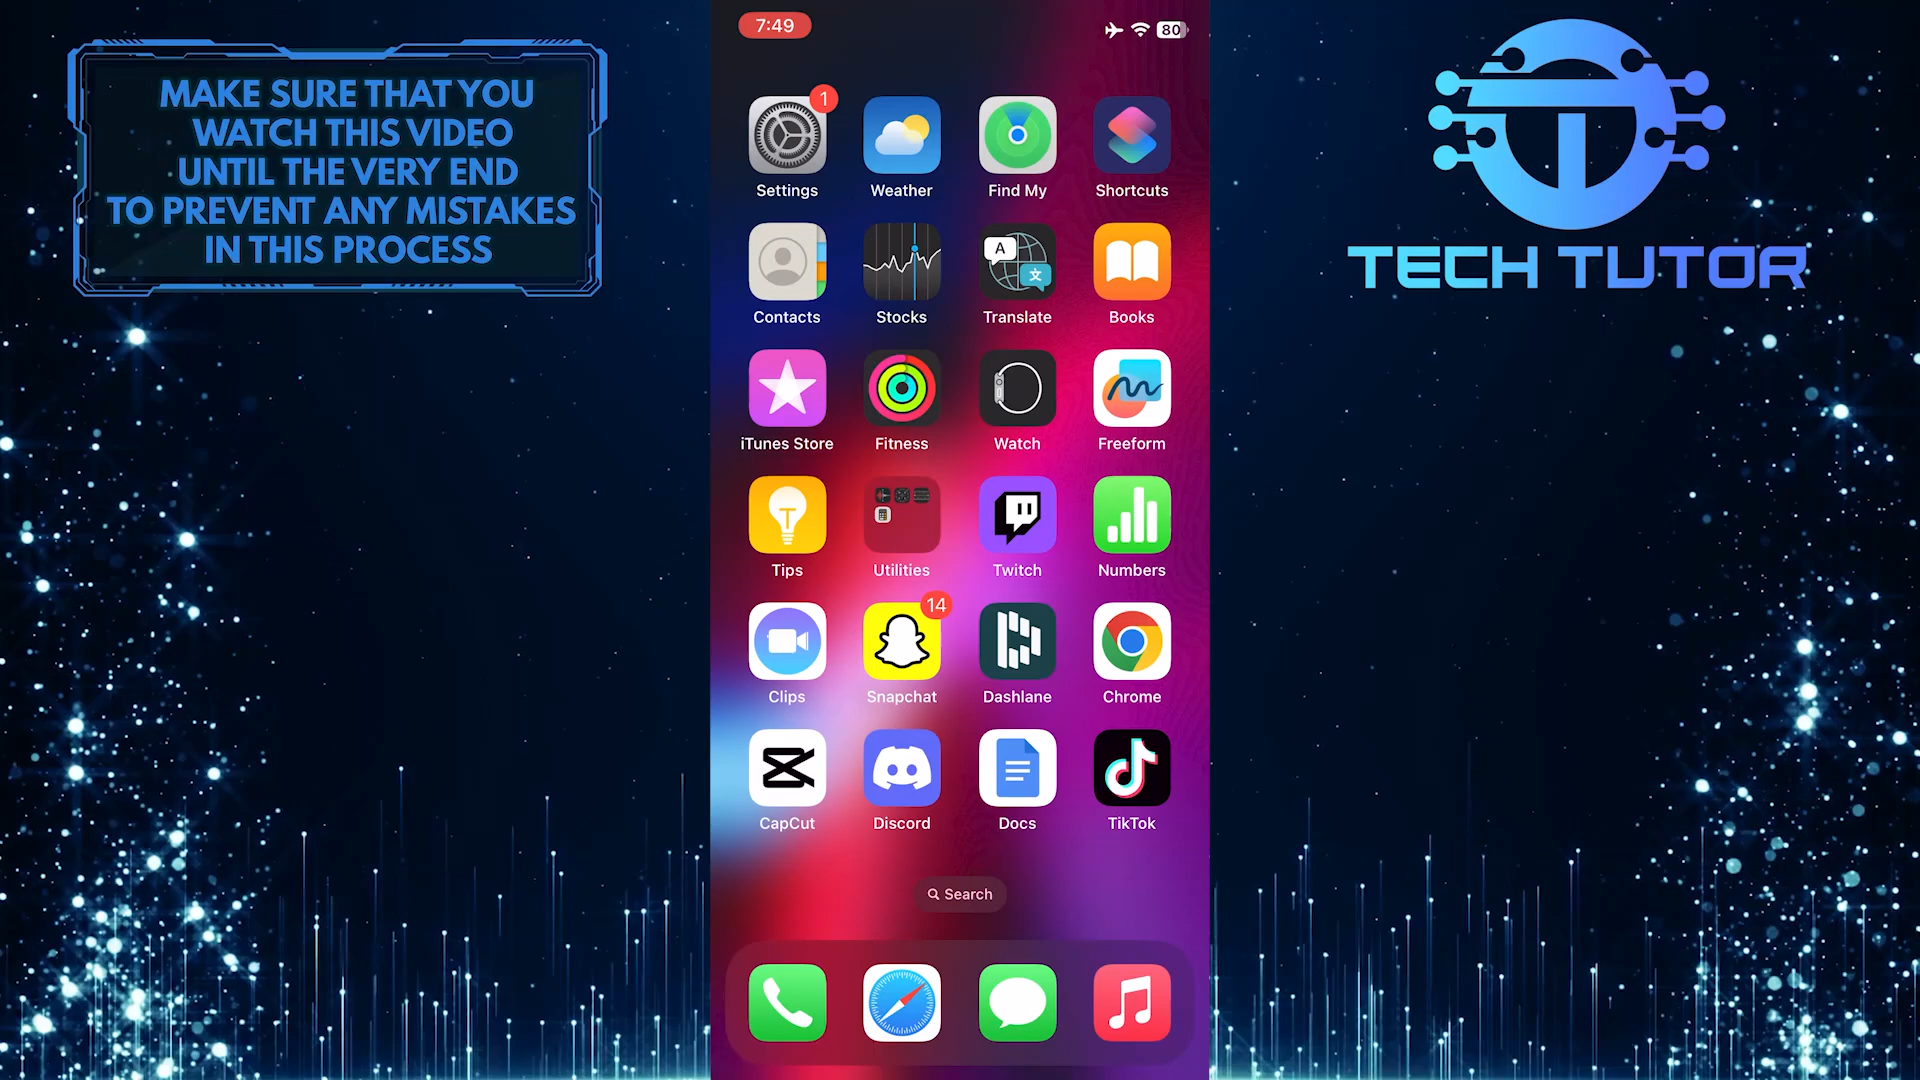 MAKE SURE THAT YOU
WATCH THIS VIDEO
UNTIL THE VERY END
TO PREVENT ANY MISTAKES
IN THIS PROCESS
7:49
80
TECH TUTOR
1
Settings
Weather
Find My
Shortcuts
A
文
Contacts
Stocks
Translate
Books
iTunes Store
Fitness
Watch
Freeform
Tips
Utilities
Twitch
Numbers
14
Clips
Snapchat
Dashlane
Chrome
CapCut
Discord
Docs
TikTok
Search